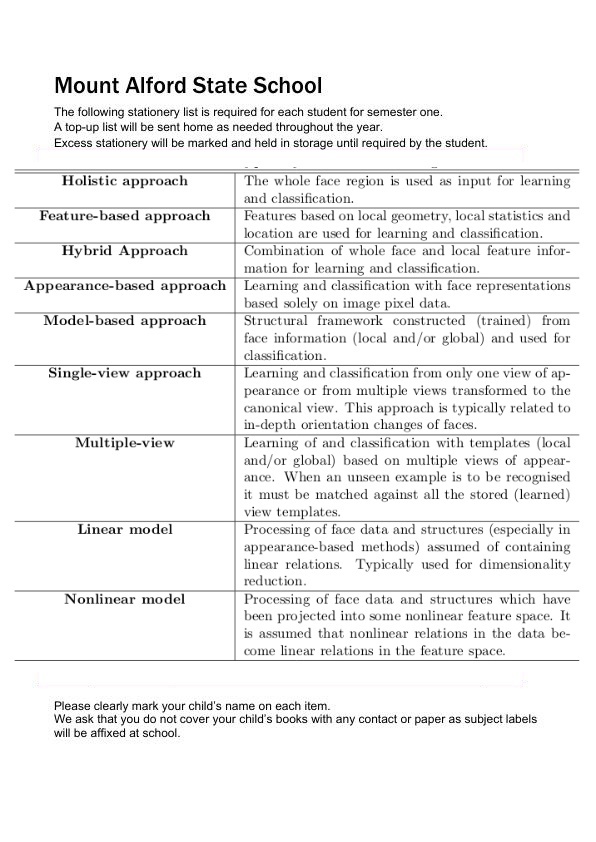 Mount Alford State School
The following stationery list is required for each student for semester one.
A top-up list will be sent home as needed throughout the year.
Excess stationery will be marked and held in storage until required by the student.
Holistic approach The whole face region is used as input for learning
and classification.
Feature-based approach Features based on local geometry, local statistics and
location are used for learning and classification.
Hybrid Approach Combination of whole face and local feature infor-
mation for learning and classification.
Appearance-based approach Learning and classification with face representations
based solely on image pixel data.
Model-based approach Structural framework constructed (trained) from
face information (local and/or global) and used for
classification.
Single-view approach Learning and classification from only one view of ap-
pearance or from multiple views transformed to the
canonical view. This approach is typically related to
in-depth orientation changes of faces.
Multiple-view Learning of and classification with templates (local
and/or global) based on multiple views of appear-
ance. When an unseen example is to be recognised
it must be matched against all the stored (learned)
view templates.
Linear model Processing of face data and structures (especially in
appearance-based methods) assumed of containing
linear relations. Typically used for dimensionality
reduction.
Nonlinear model Processing of face data and structures which have
been projected into some nonlinear feature space. It
is assumed that nonlinear relations in the data be-
come linear relations in the feature space.
Please clearly mark your child's name on each item.
We ask that you do not cover your child's books with any contact or paper as subject labels
will be affixed at school.